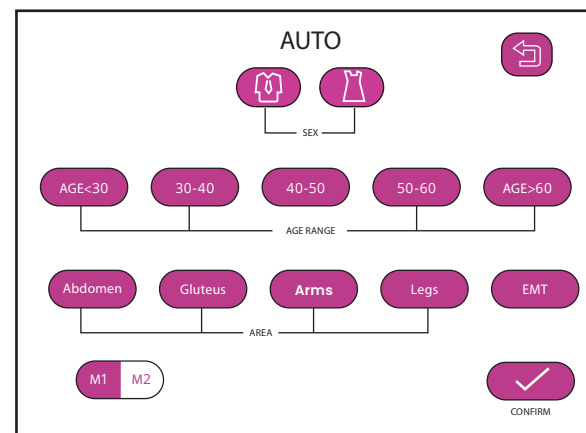 AUTO
SEX
AGE<30 30-40 40-50 50-60 AGE>60
AGE RANGE
Abdomen Gluteus Arms Legs EMT
AREA
M1 M2
CONFIRM